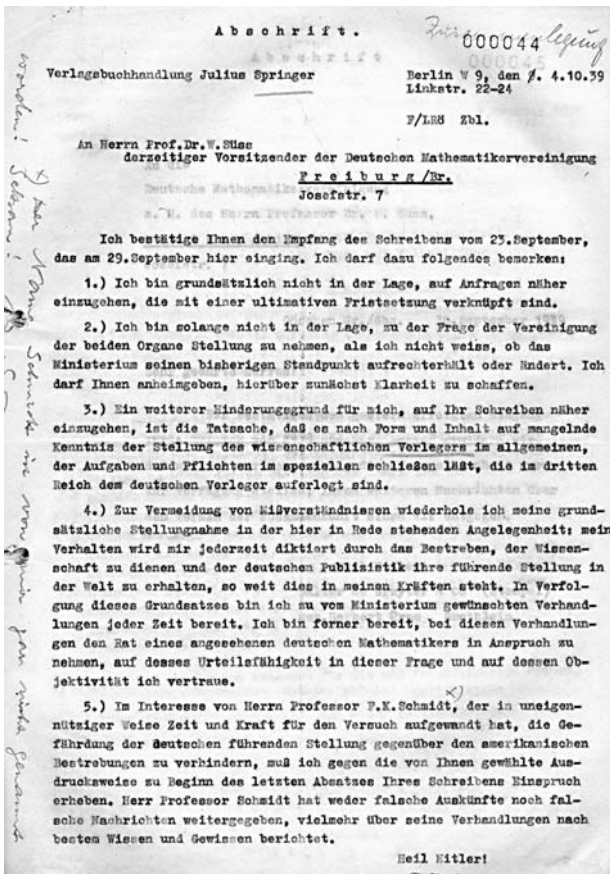 Abschrift.
000044
Verlagsbuchhandlung Julius Springer
Berlin W 9, den 4.10.39
Linkstr. 22-24
F/LRö Zbl.
An Herrn Prof.Dr.W.Süss
derzeitiger Vorsitzender der Deutschen Mathematikervereinigung
Freiburg/Br.
Josefstr. 7
Ich bestätige Ihnen den Empfang des Schreibens vom 23.September,
das am 29.September hier einging. Ich darf dazu folgendes bemerken:
1.) Ich bin grundsätzlich nicht in der Lage, auf Anfragen näher
einzugehen, die mit einer ultimativen Fristsetzung verknüpft sind.
2.) Ich bin solange nicht in der Lage, zu der Frage der Vereinigung
der beiden Organe Stellung zu nehmen, als ich nicht weiss, ob das
Ministerium seinen bisherigen Standpunkt aufrechterhält oder ändert. Ich
darf Ihnen anheimgeben, hierüber zunächst Klarheit zu schaffen.
3.) Ein weiterer Hinderungsgrund für mich, auf Ihr Schreiben näher
einzugehen, ist die Tatsache, daß es nach Form und Inhalt auf mangelnde
Kenntnis der Stellung des wissenschaftlichen Verlegers im allgemeinen,
der Aufgaben und Pflichten im speziellen schließen läßt, die im dritten
Reich dem deutschen Verleger auferlegt sind.
4.) Zur Vermeidung von Mißverständnissen wiederhole ich meine grund-
sätzliche Stellungnahme in der hier in Rede stehenden Angelegenheit: mein
Verhalten wird mir jederzeit diktiert durch das Bestreben, der Wissen-
schaft zu dienen und der deutschen Publizistik ihre führende Stellung in
der Welt zu erhalten, so weit dies in meinen Kräften steht. In Verfol-
gung dieses Grundsatzes bin ich zu vom Ministerium gewünschten Verhand-
lungen jeder Zeit bereit. Ich bin ferner bereit, bei diesen Verhandlun-
gen den Rat eines angesehenen deutschen Mathematikers in Anspruch zu
nehmen, auf desses Urteilsfähigkeit in dieser Frage und auf dessen Ob-
jektivität ich vertraue.
5.) Im Interesse von Herrn Professor F.K.Schmidt, der in uneigen-
nütziger Weise Zeit und Kraft für den Versuch aufgewandt hat, die Ge-
fährdung der deutschen führenden Stellung gegenüber den amerikanischen
Bestrebungen zu verhindern, muß ich gegen die von Ihnen gewählte Aus-
drucksweise zu Beginn des letzten Absatzes Ihres Schreibens Einspruch
erheben. Herr Professor Schmidt hat weder falsche Auskünfte noch fal-
sche Nachrichten weitergegeben, vielmehr über seine Verhandlungen nach
bestem Wissen und Gewissen berichtet.
Heil Hitler!
x) Der Name Schmidt ist von mir gar nicht genannt
worden! Seltsam!